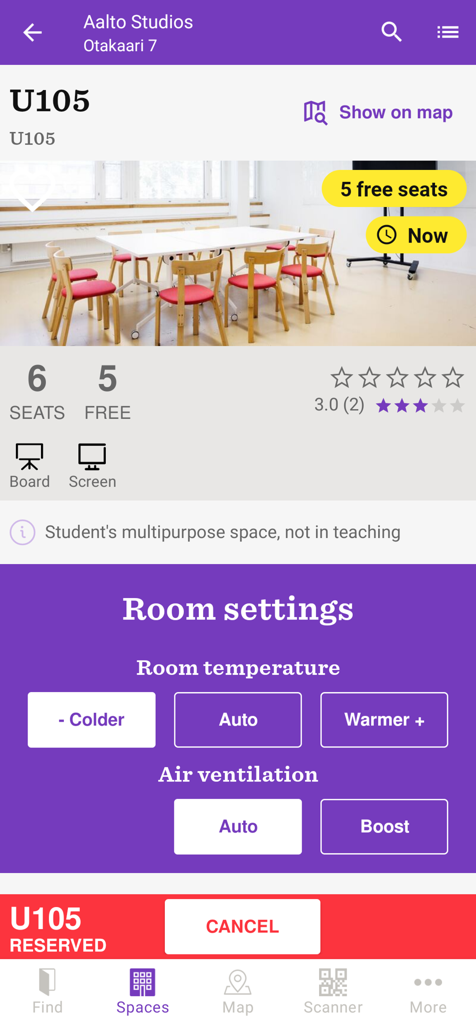 Aalto Studios
Otakaari 7
U105
U105
Show on map
5 free seats
Now
6 5
SEATS FREE
3.0 (2)
Board Screen
Student's multipurpose space, not in teaching
Room settings
Room temperature
- Colder Auto Warmer +
Air ventilation
Auto Boost
U105
RESERVED
CANCEL
Find Spaces Map Scanner More